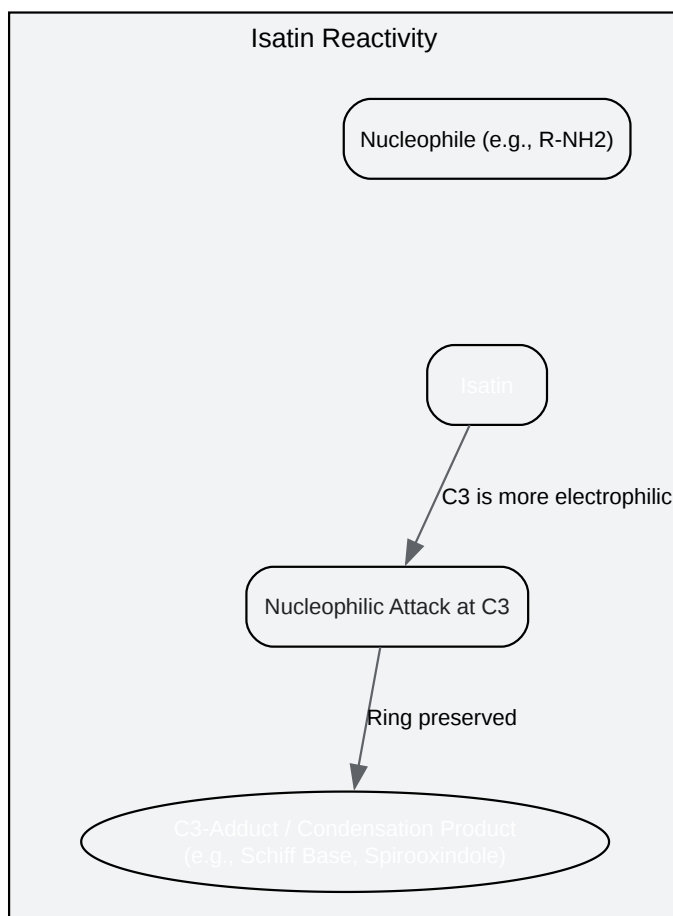 Isatin Reactivity
Nucleophile (e.g., R-NH2)
Isatin
C3 is more electrophilic
Nucleophilic Attack at C3
Ring preserved
C3-Adduct / Condensation Product
(e.g., Schiff Base, Spirooxindole)